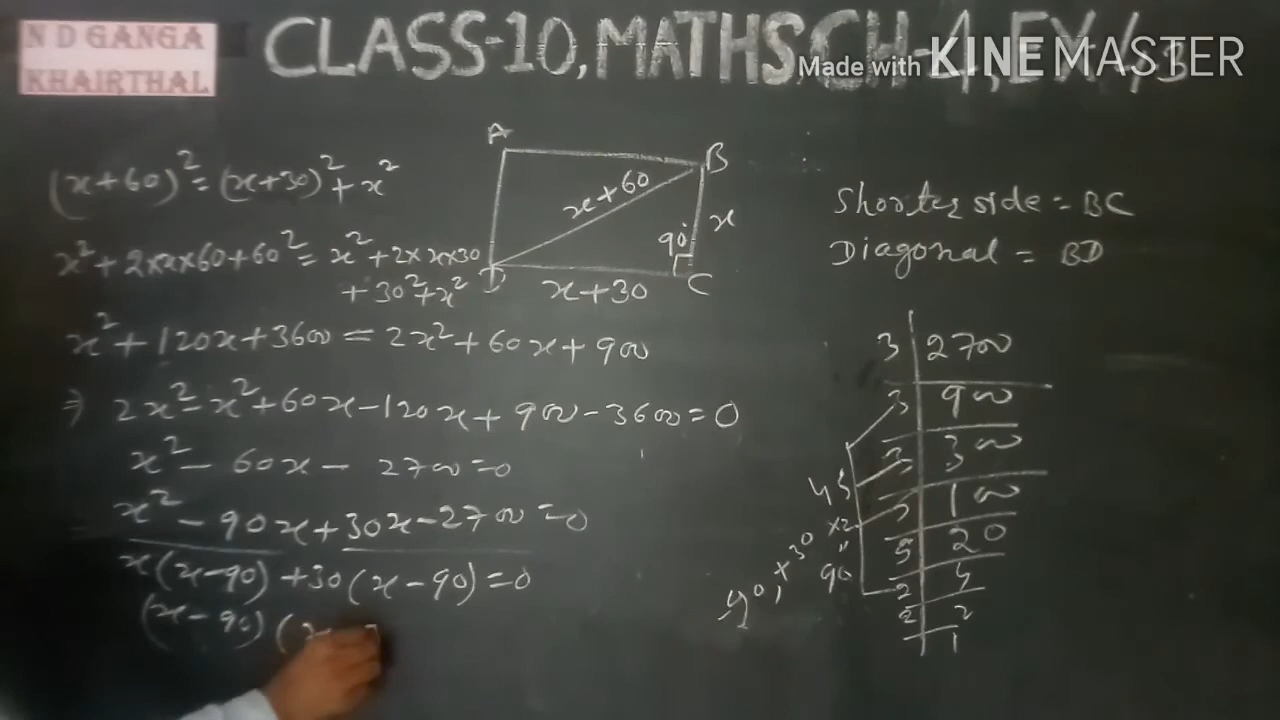 N D GANGA
KHAIRTHAL
CLASS-10, MATHS, CH-4, EX-4.3
Made with KINEMASTER
(x+60)² = (x+30)² + x²
x² + 2×x×60+60² = x² + 2×x×30
+ 30² + x²
x² + 120x + 3600 = 2x² + 60x + 900
⇒ 2x² - x² + 60x - 120x + 900 - 3600 = 0
x² - 60x - 2700 = 0
x² - 90x + 30x - 2700 = 0
x(x-90) + 30(x-90) = 0
(x-90) (x
A
B
x+60
x
90°
D
x+30
C
Shorter side = BC
Diagonal = BD
3 2700
3 900
3 300
5 100
5 20
2 4
2 2
1
45
×2
"
90
-90, +30